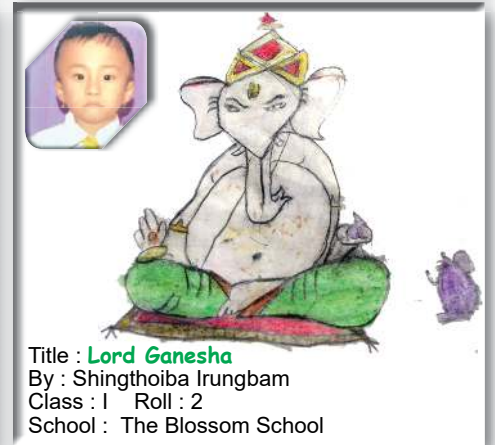 Title : Lord Ganesha
By : Shingthoiba Irungbam
Class : I    Roll : 2
School :  The Blossom School